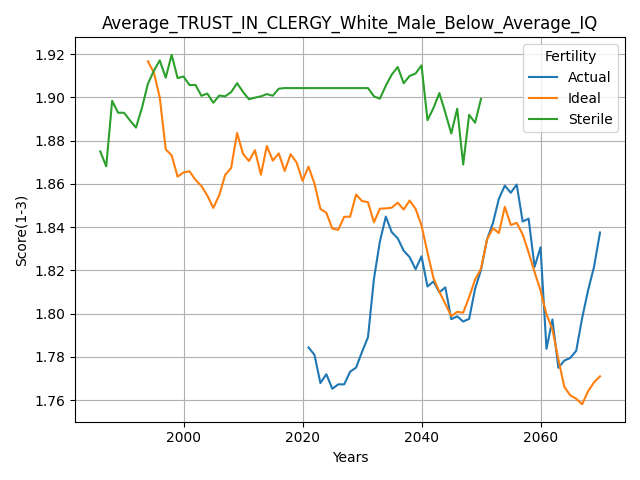 Average_TRUST_IN_CLERGY_White_Male_Below_Average_IQ
Fertility
Actual
Ideal
Sterile
Score(1-3)
1.92
1.90
1.88
1.86
1.84
1.82
1.80
1.78
1.76
2000
2020
2040
2060
Years